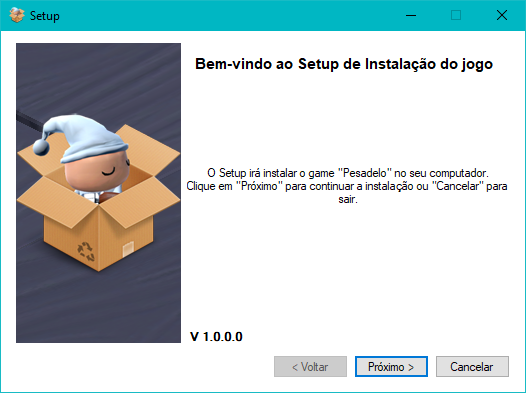 Setup
Bem-vindo ao Setup de Instalação do jogo
O Setup irá instalar o game "Pesadelo" no seu computador.
Clique em "Próximo" para continuar a instalação ou "Cancelar" para
sair.
V 1.0.0.0
< Voltar
Próximo >
Cancelar